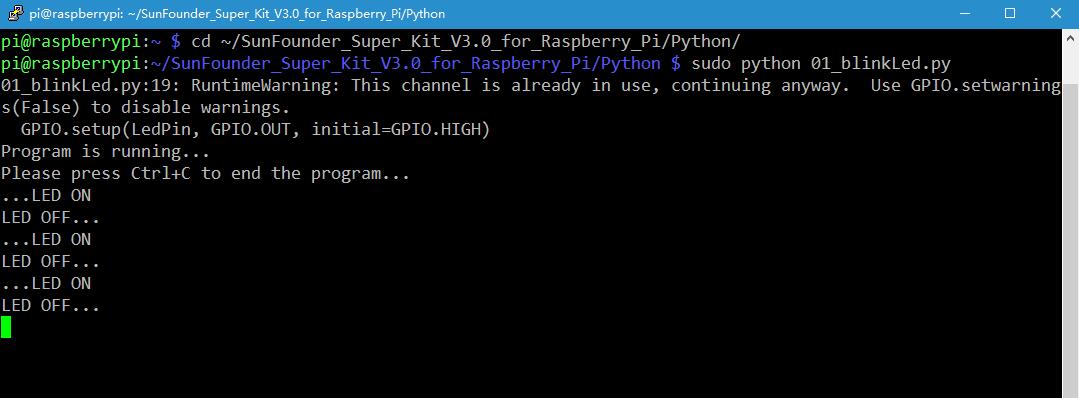 pi@raspberrypi: ~/SunFounder_Super_Kit_V3.0_for_Raspberry_Pi/Python
pi@raspberrypi:~ $ cd ~/SunFounder_Super_Kit_V3.0_for_Raspberry_Pi/Python/
pi@raspberrypi:~/SunFounder_Super_Kit_V3.0_for_Raspberry_Pi/Python $ sudo python 01_blinkLed.py
01_blinkLed.py:19: RuntimeWarning: This channel is already in use, continuing anyway.  Use GPIO.setwarning
s(False) to disable warnings.
  GPIO.setup(LedPin, GPIO.OUT, initial=GPIO.HIGH)
Program is running...
Please press Ctrl+C to end the program...
...LED ON
LED OFF...
...LED ON
LED OFF...
...LED ON
LED OFF...